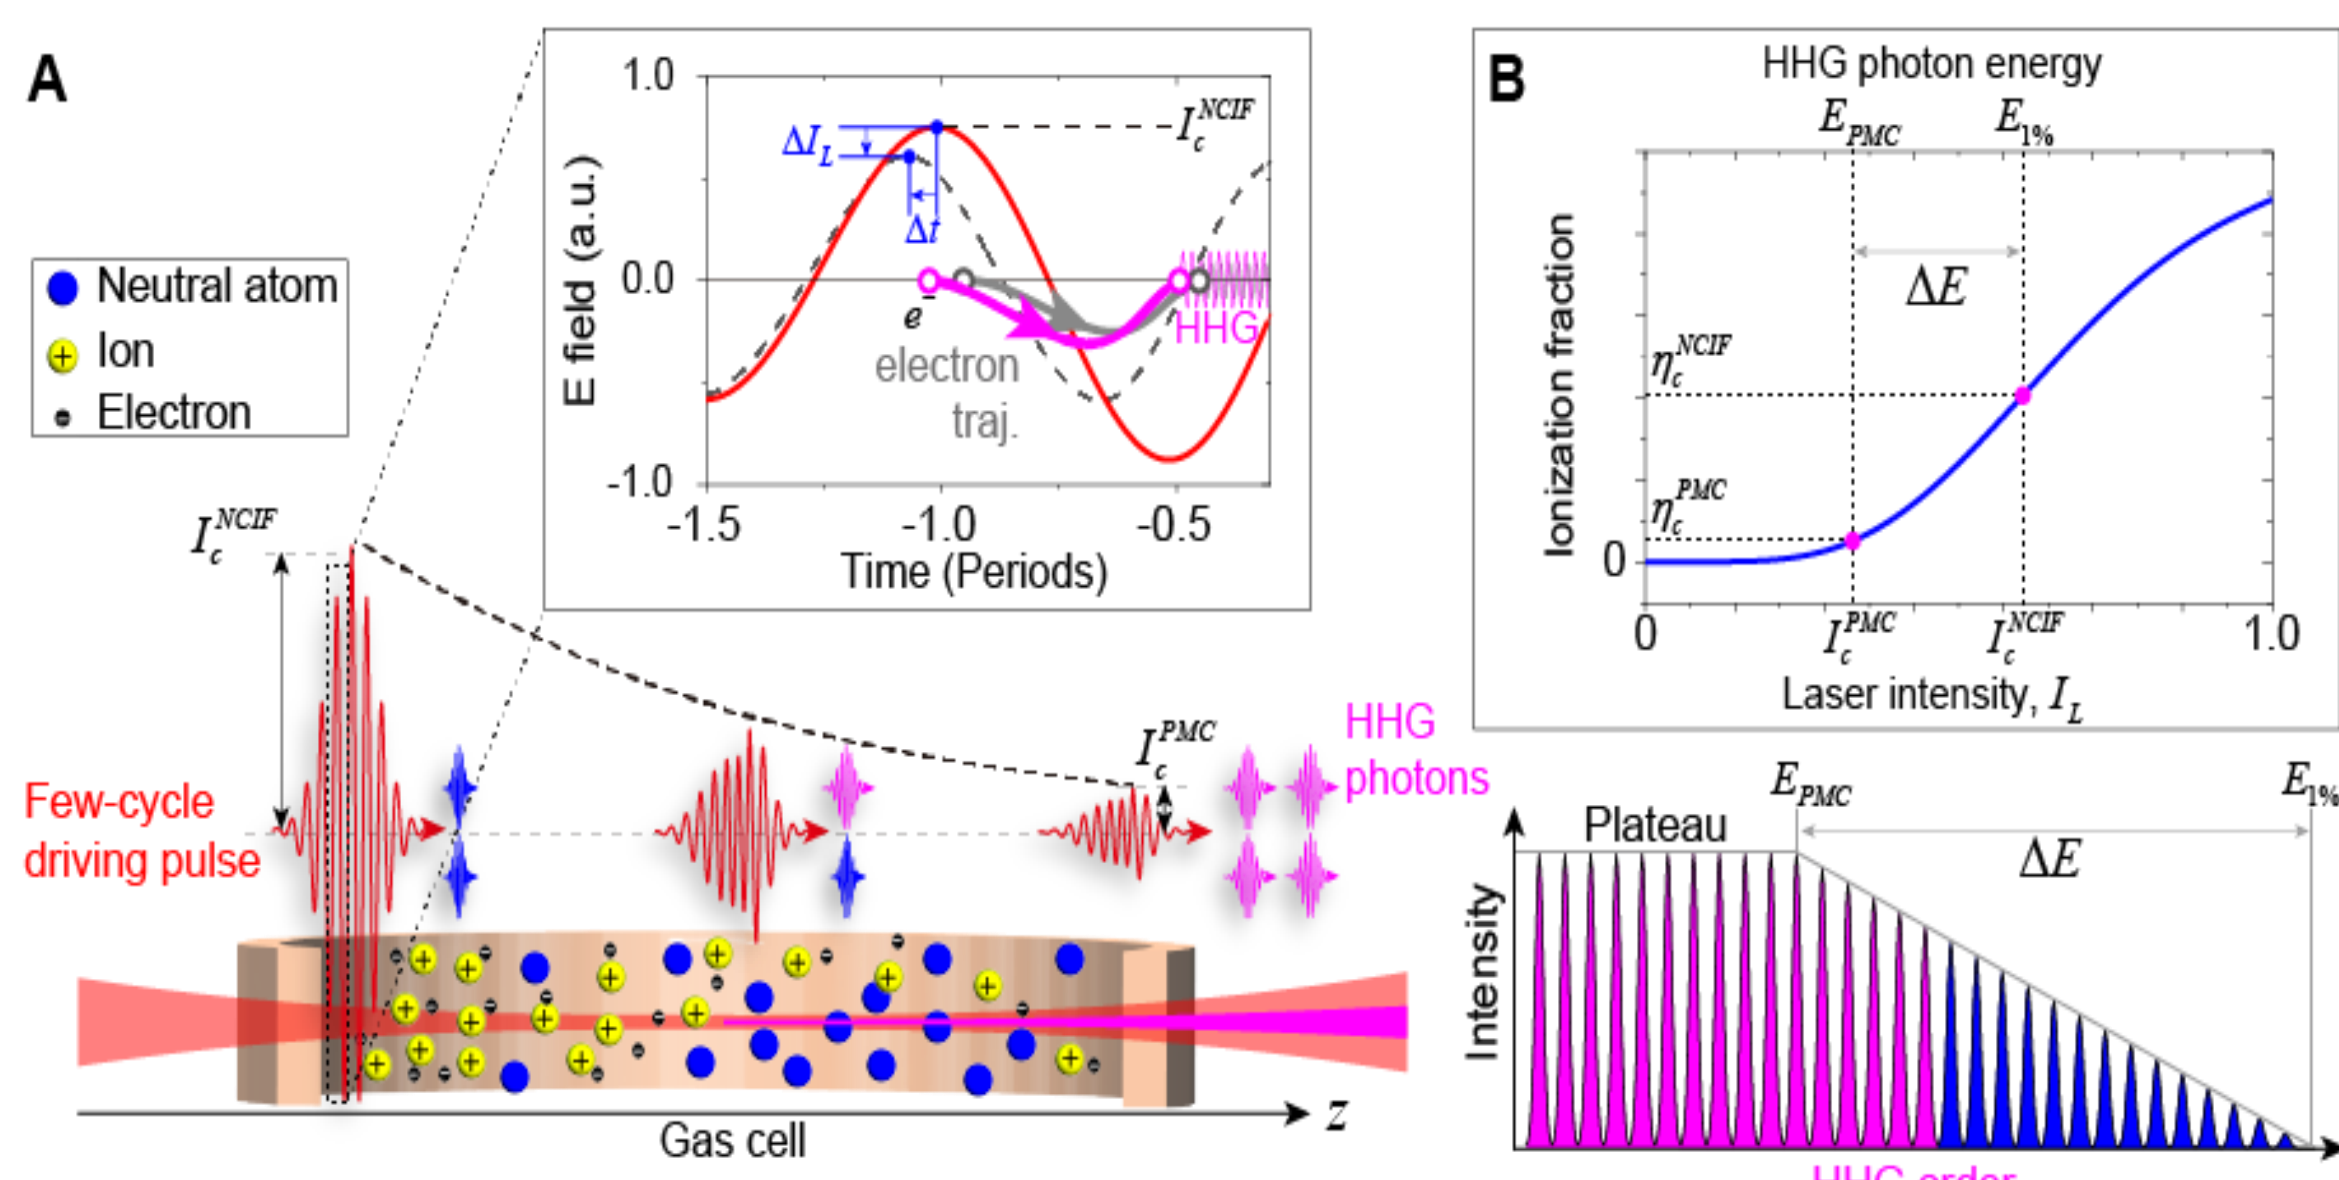 A
1.0
0.0
-1.0
E field (a.u.)
ΔI_L
Δt
I_c^NCIF
e^-
electron
traj.
HHG
-1.5
-1.0
-0.5
Time (Periods)
Neutral atom
+ Ion
- Electron
I_c^NCIF
Few-cycle
driving pulse
I_c^PMC
HHG
photons
Gas cell
z
B
HHG photon energy
E_PMC
E_1%
Ionization fraction
ΔE
η_c^NCIF
η_c^PMC
0
0
I_c^PMC
I_c^NCIF
1.0
Laser intensity, I_L
E_PMC
E_1%
Plateau
ΔE
Intensity
HHG order